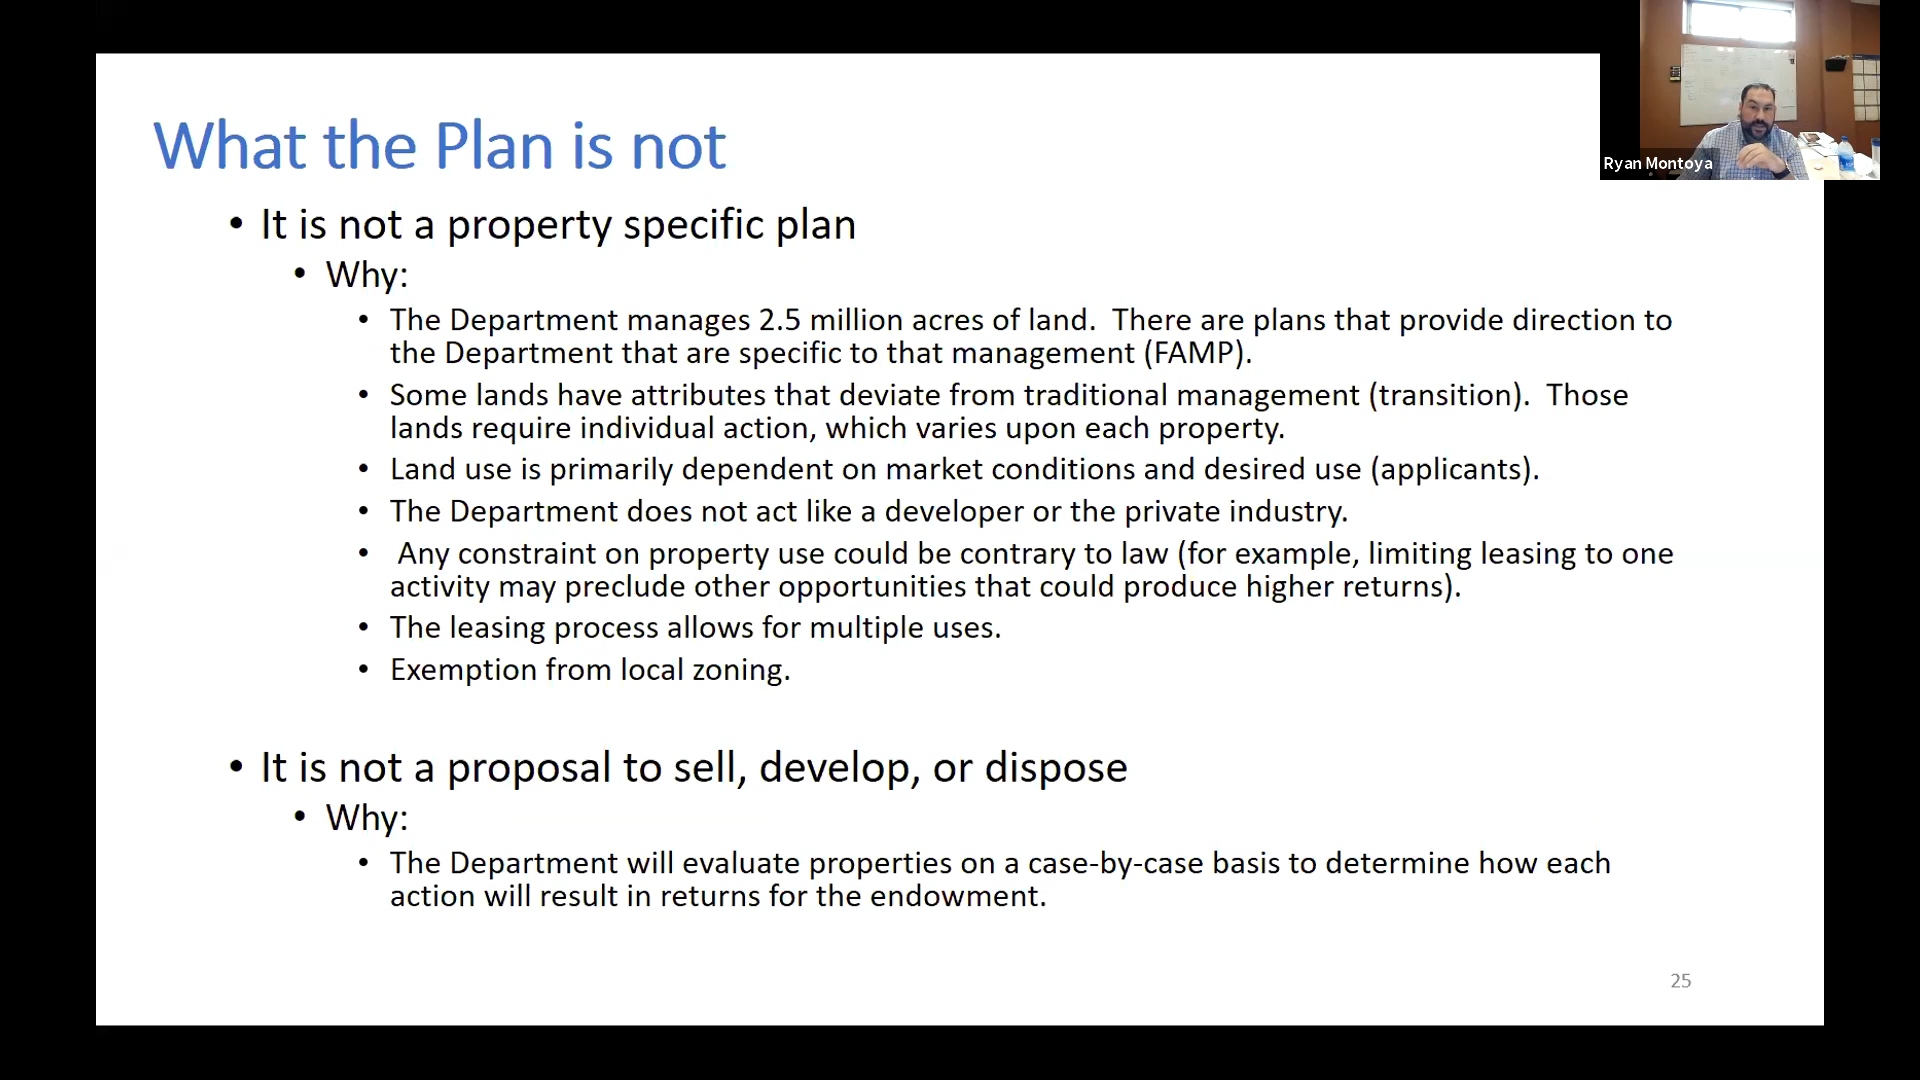 What the Plan is not
Ryan Montoya
• It is not a property specific plan
• Why:
• The Department manages 2.5 million acres of land.  There are plans that provide direction to
the Department that are specific to that management (FAMP).
• Some lands have attributes that deviate from traditional management (transition).  Those
lands require individual action, which varies upon each property.
• Land use is primarily dependent on market conditions and desired use (applicants).
• The Department does not act like a developer or the private industry.
•  Any constraint on property use could be contrary to law (for example, limiting leasing to one
activity may preclude other opportunities that could produce higher returns).
• The leasing process allows for multiple uses.
• Exemption from local zoning.
• It is not a proposal to sell, develop, or dispose
• Why:
• The Department will evaluate properties on a case-by-case basis to determine how each
action will result in returns for the endowment.
25